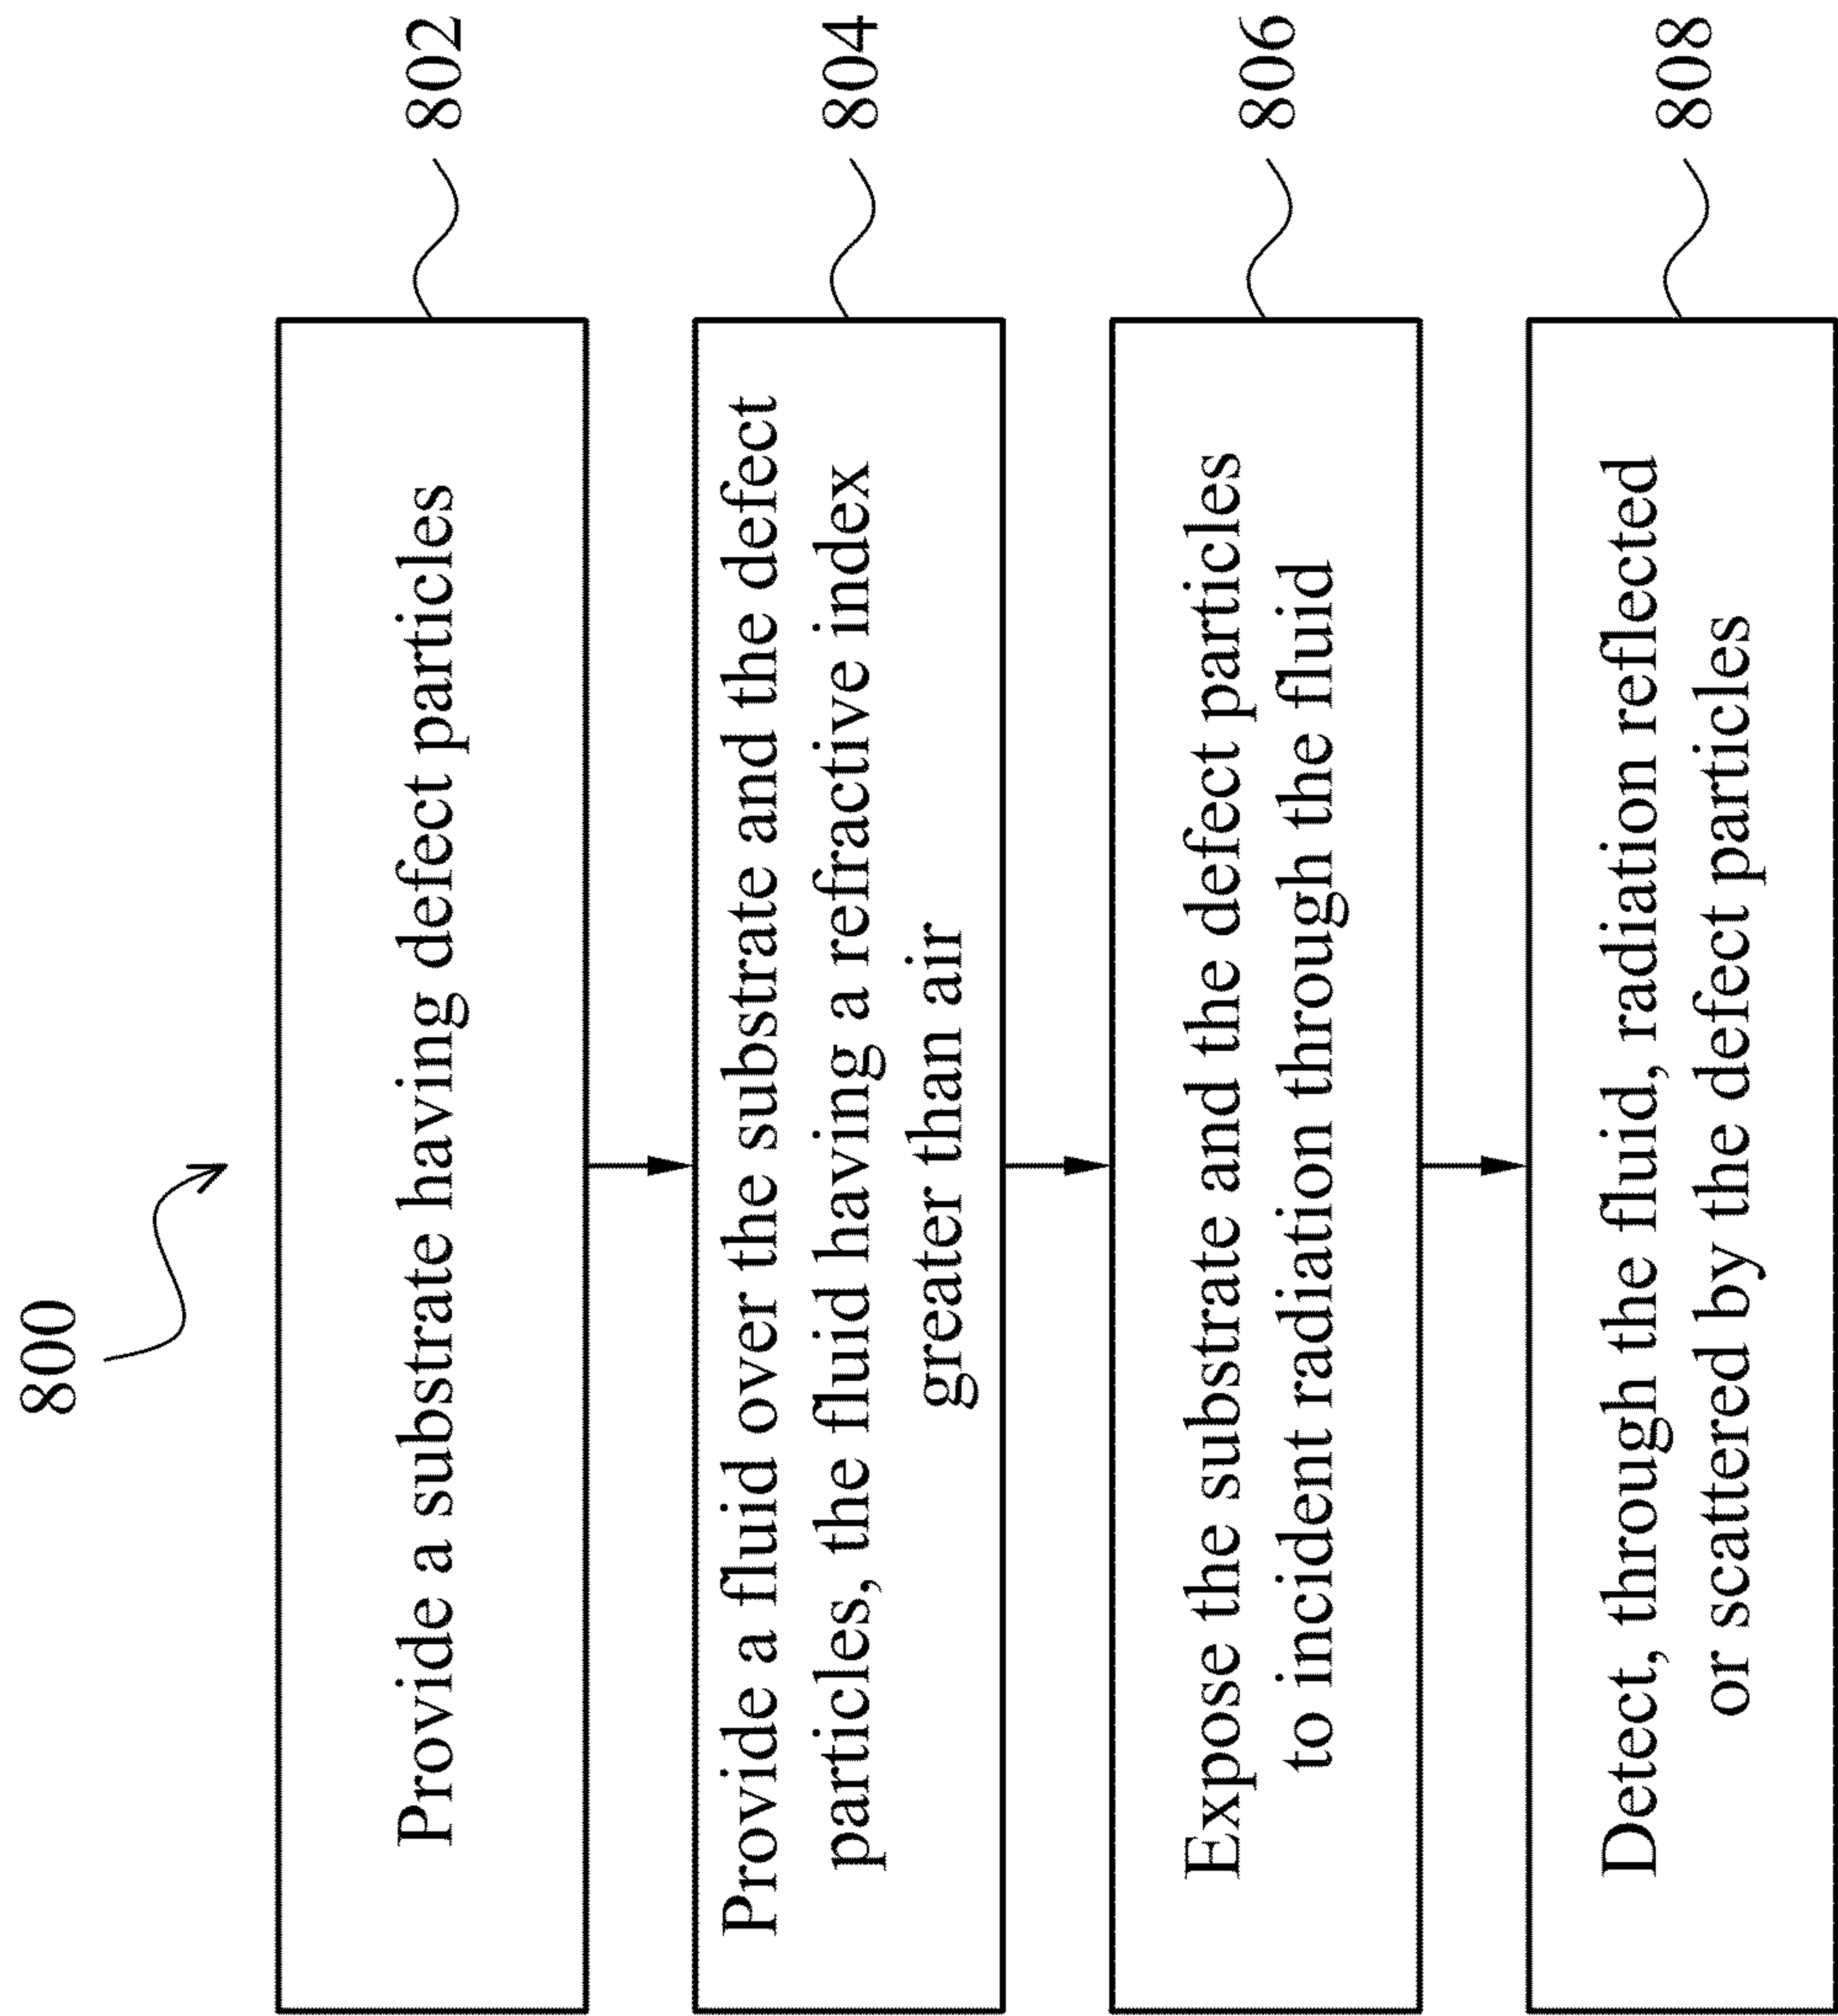 800
Provide a substrate having defect particles
802
Provide a fluid over the substrate and the defect
particles, the fluid having a refractive index
greater than air
804
Expose the substrate and the defect particles
to incident radiation through the fluid
806
Detect, through the fluid, radiation reflected
or scattered by the defect particles
808